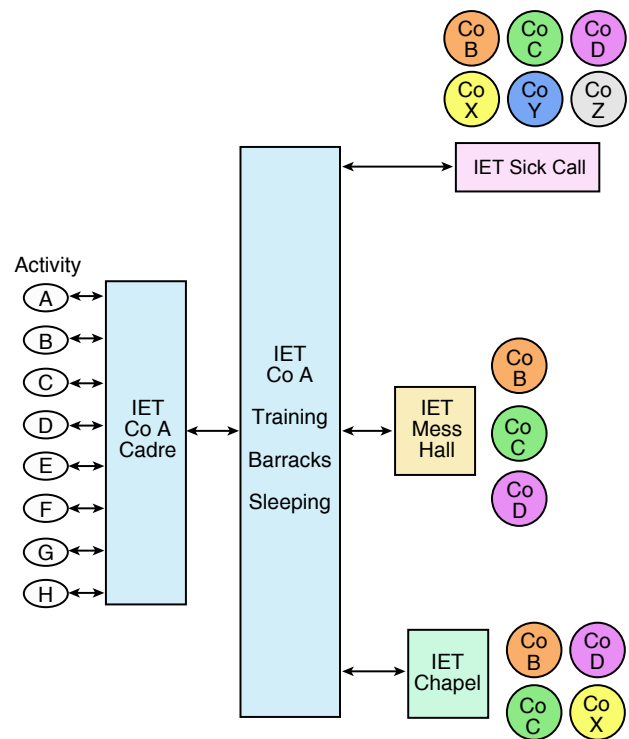 Co
B
Co
C
Co
D
Co
X
Co
Y
Co
Z
IET Sick Call
Activity
A
B
C
D
E
F
G
H
IET
Co A
Cadre
IET
Co A
Training
Barracks
Sleeping
IET
Mess
Hall
Co
B
Co
C
Co
D
IET
Chapel
Co
B
Co
D
Co
C
Co
X